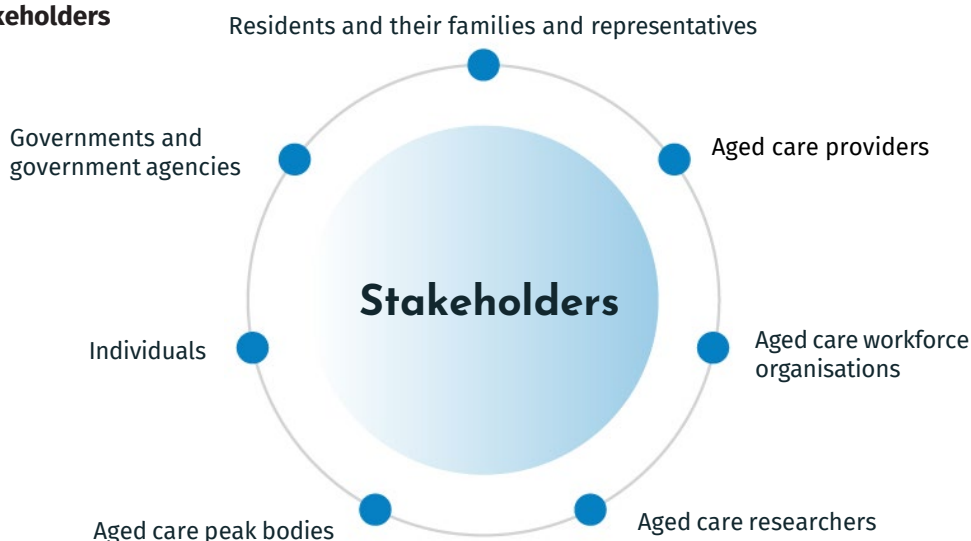 keholders
Residents and their families and representatives
Governments and
government agencies
Aged care providers
Stakeholders
Individuals
Aged care workforce
organisations
Aged care peak bodies
Aged care researchers